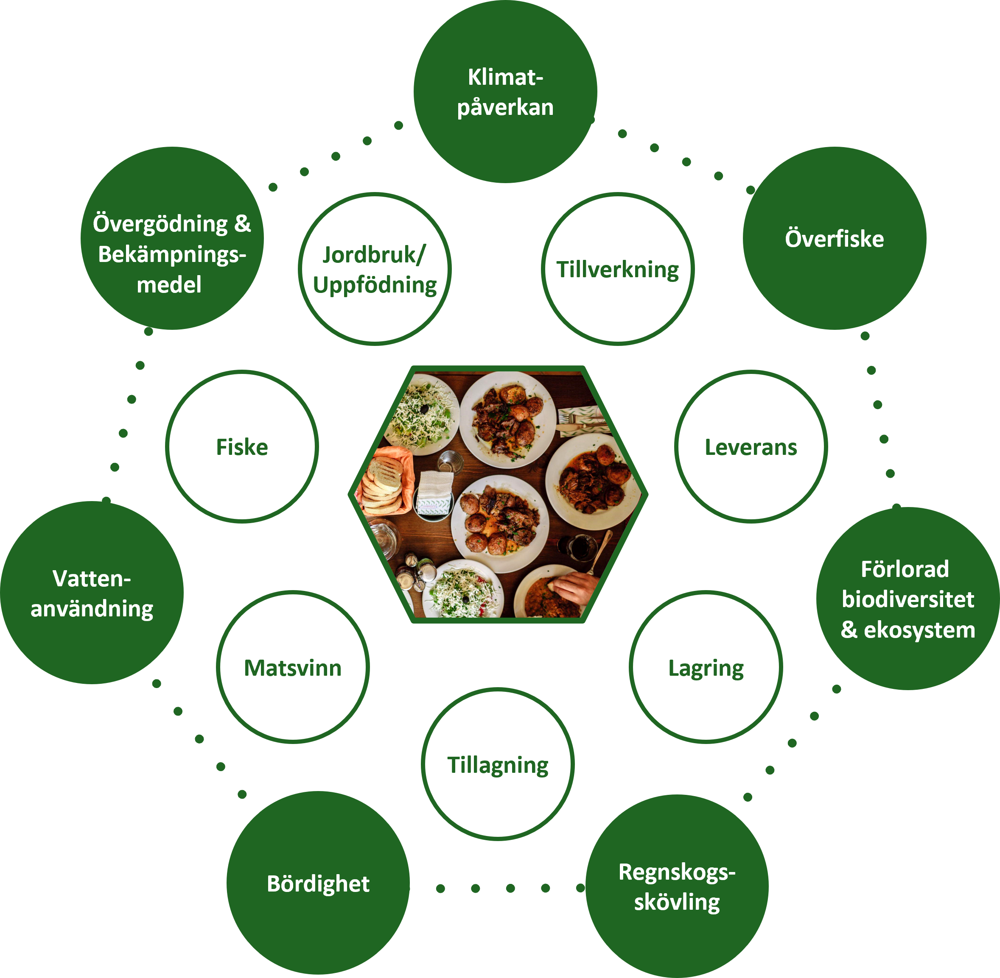 Klimat-
påverkan
Övergödning &
Bekämpnings-
medel
Överfiske
Jordbruk/
Uppfödning
Tillverkning
Fiske
Leverans
Vatten-
användning
Förlorad
biodiversitet
& ekosystem
Matsvinn
Lagring
Tillagning
Bördighet
Regnskogs-
skövling